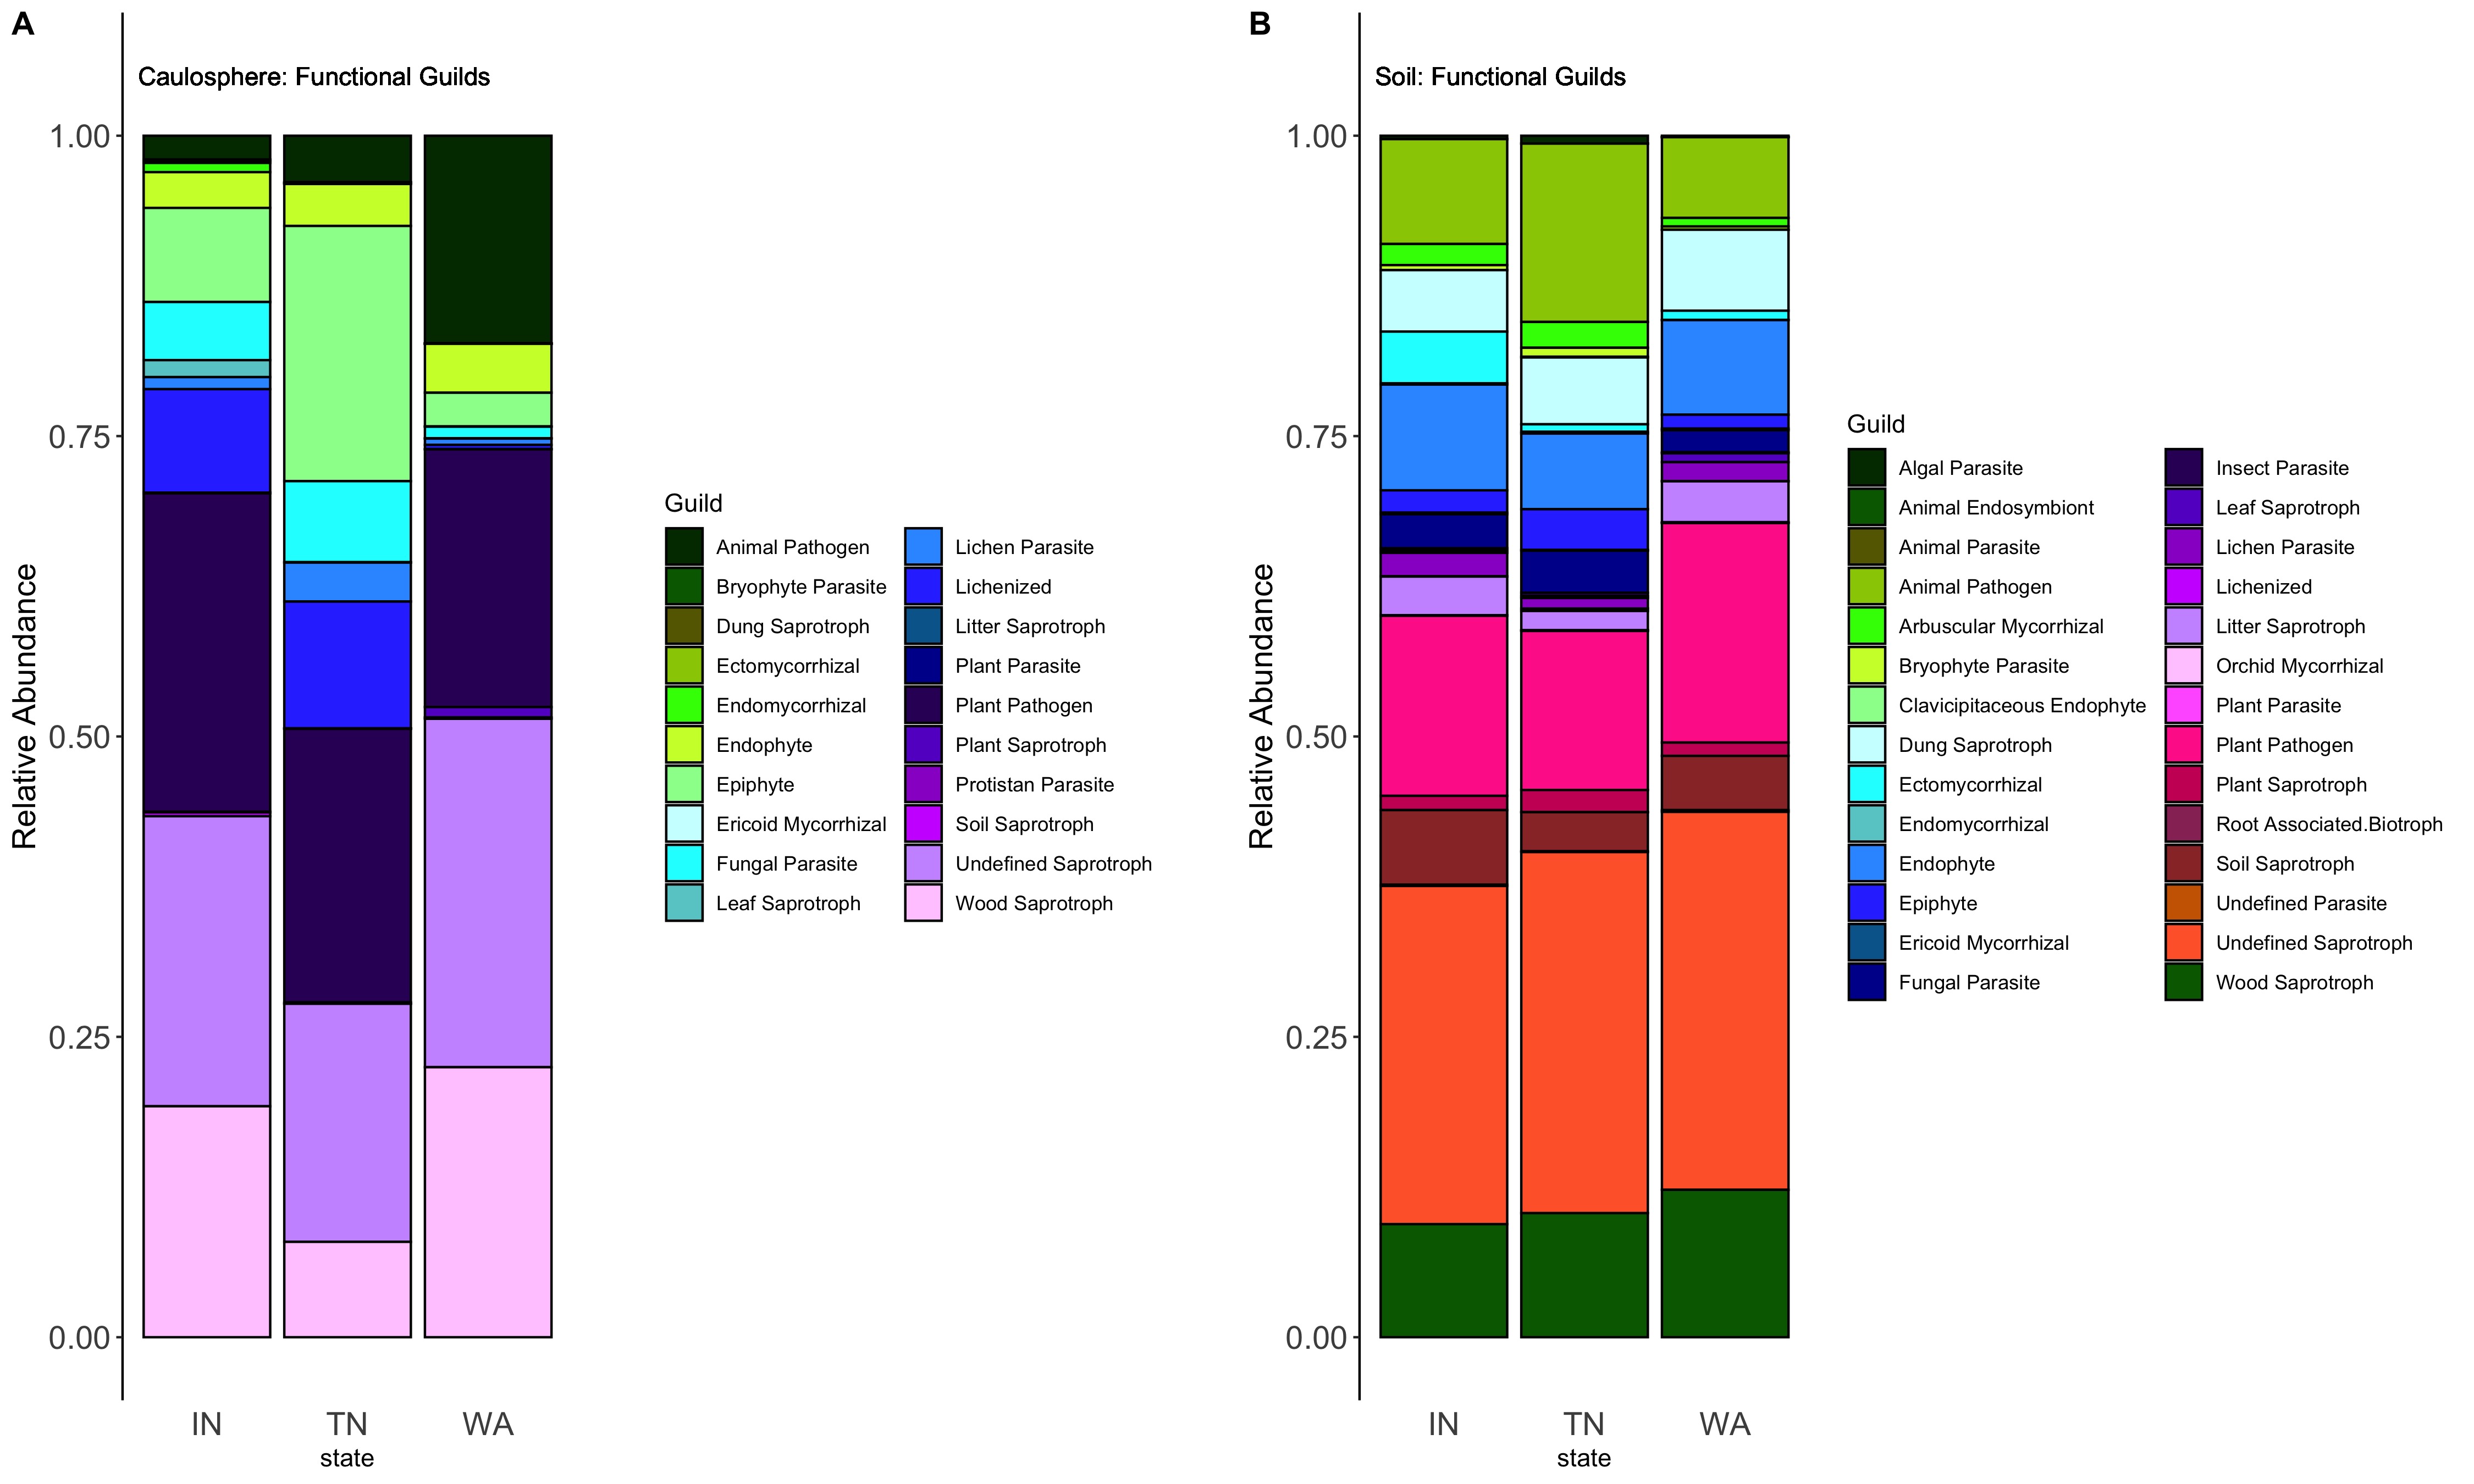 A
Caulosphere: Functional Guilds
1.00
0.75
0.50
0.25
0.00
Relative Abundance
IN TN WA
state
Guild
Animal Pathogen
Bryophyte Parasite
Dung Saprotroph
Ectomycorrhizal
Endomycorrhizal
Endophyte
Epiphyte
Ericoid Mycorrhizal
Fungal Parasite
Leaf Saprotroph
Lichen Parasite
Lichenized
Litter Saprotroph
Plant Parasite
Plant Pathogen
Plant Saprotroph
Protistan Parasite
Soil Saprotroph
Undefined Saprotroph
Wood Saprotroph
B
Soil: Functional Guilds
1.00
0.75
0.50
0.25
0.00
Relative Abundance
IN TN WA
state
Guild
Algal Parasite
Animal Endosymbiont
Animal Parasite
Animal Pathogen
Arbuscular Mycorrhizal
Bryophyte Parasite
Clavicipitaceous Endophyte
Dung Saprotroph
Ectomycorrhizal
Endomycorrhizal
Endophyte
Epiphyte
Ericoid Mycorrhizal
Fungal Parasite
Insect Parasite
Leaf Saprotroph
Lichen Parasite
Lichenized
Litter Saprotroph
Orchid Mycorrhizal
Plant Parasite
Plant Pathogen
Plant Saprotroph
Root Associated.Biotroph
Soil Saprotroph
Undefined Parasite
Undefined Saprotroph
Wood Saprotroph